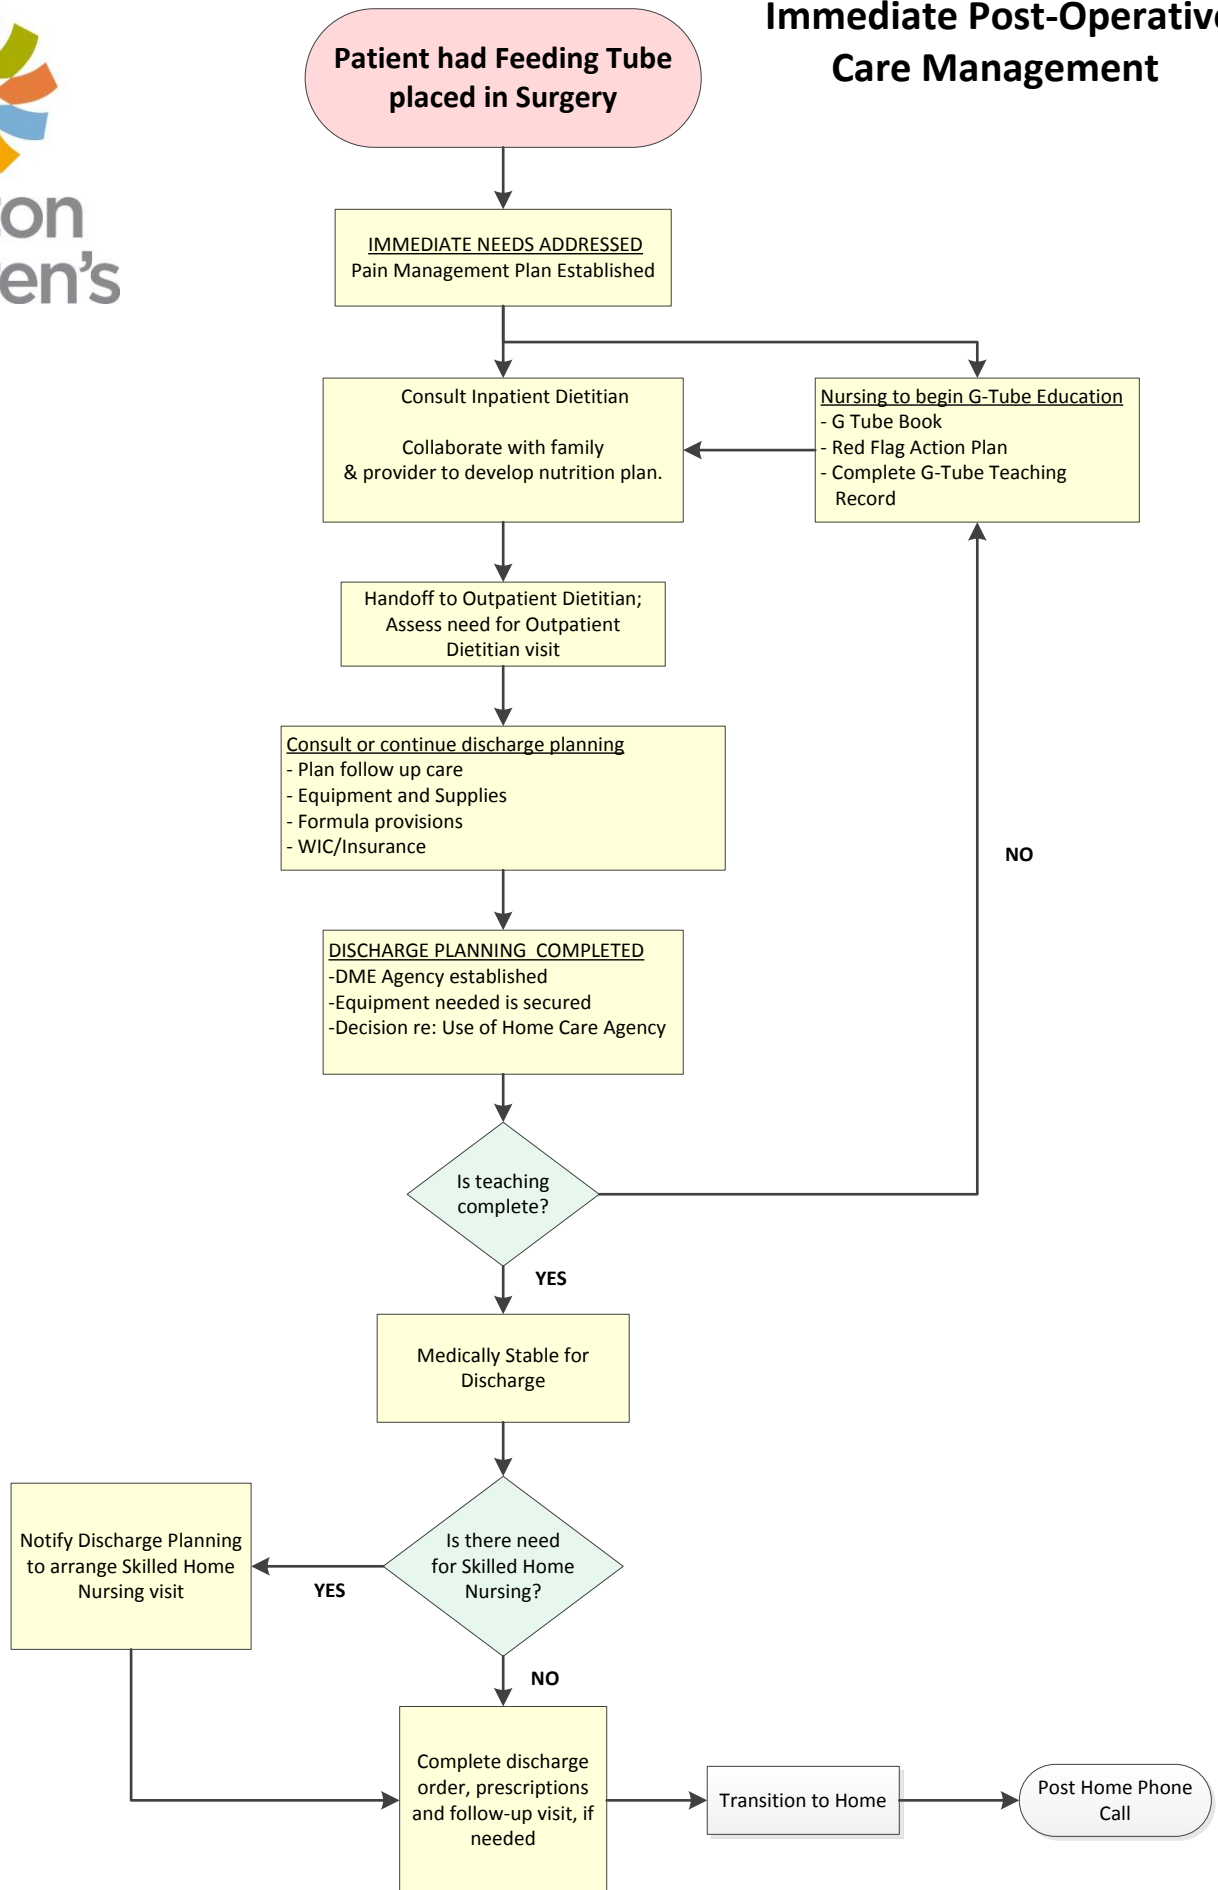 Immediate Post-Operative
Care Management
Patient had Feeding Tube
placed in Surgery
IMMEDIATE NEEDS ADDRESSED
Pain Management Plan Established
Consult Inpatient Dietitian
Collaborate with family
& provider to develop nutrition plan.
Nursing to begin G-Tube Education
- G Tube Book
- Red Flag Action Plan
- Complete G-Tube Teaching
Record
Handoff to Outpatient Dietitian;
Assess need for Outpatient
Dietitian visit
Consult or continue discharge planning
- Plan follow up care
- Equipment and Supplies
- Formula provisions
- WIC/Insurance
NO
DISCHARGE PLANNING  COMPLETED
-DME Agency established
-Equipment needed is secured
-Decision re: Use of Home Care Agency
Is teaching
complete?
YES
Medically Stable for
Discharge
Is there need
for Skilled Home
Nursing?
YES
Notify Discharge Planning
to arrange Skilled Home
Nursing visit
NO
Complete discharge
order, prescriptions
and follow-up visit, if
needed
Transition to Home
Post Home Phone
Call